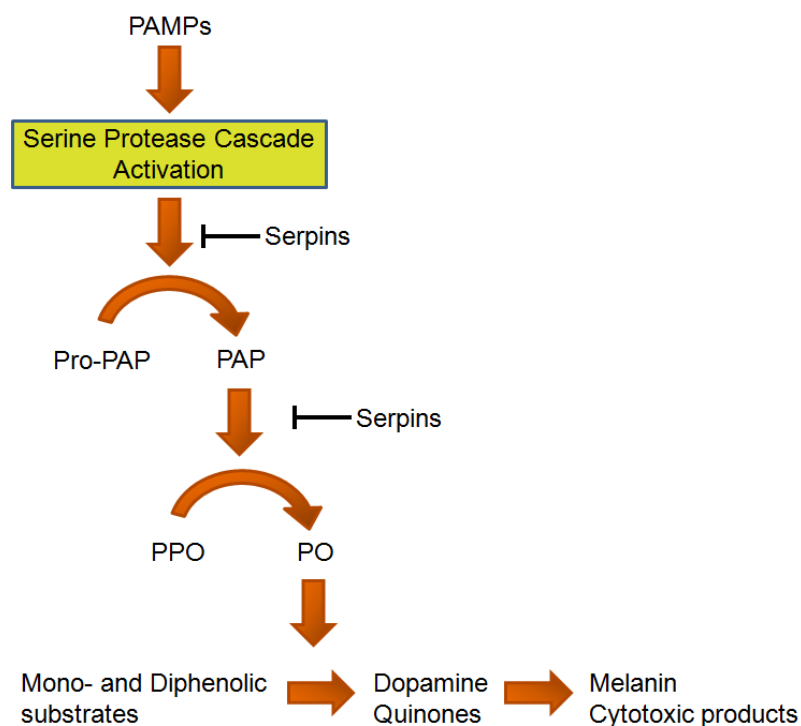 PAMPs
Serine Protease Cascade
Activation
Serpins
Pro-PAP
PAP
Serpins
PPO
PO
Mono- and Diphenolic
substrates
Dopamine
Quinones
Melanin
Cytotoxic products